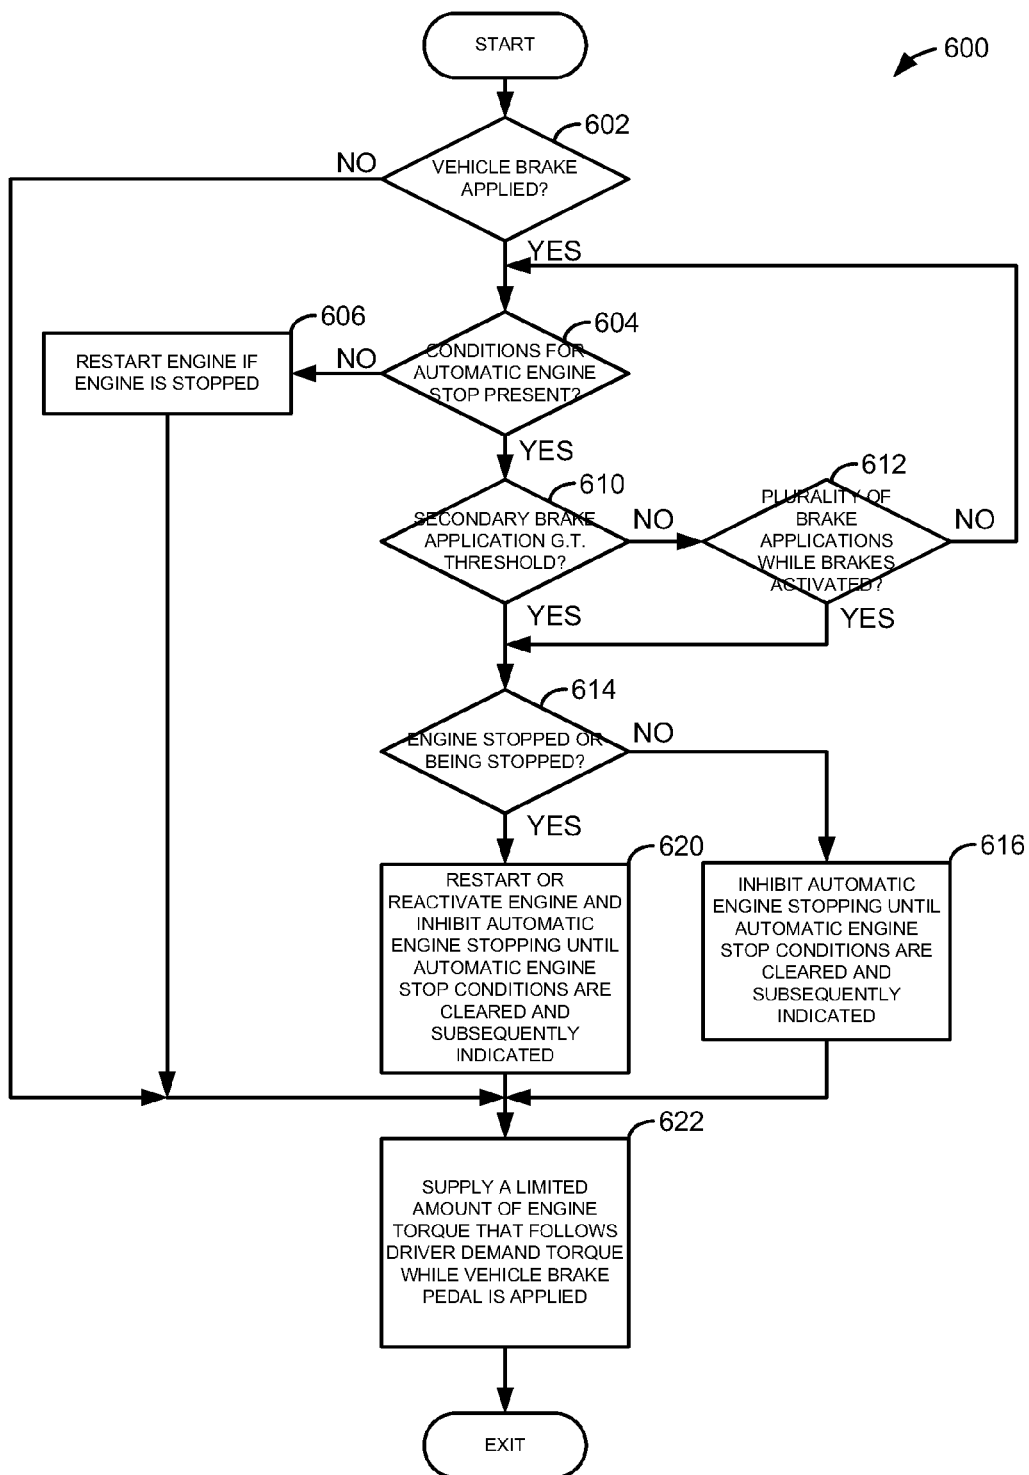 START
600
602
VEHICLE BRAKE
APPLIED?
NO
YES
606
RESTART ENGINE IF
ENGINE IS STOPPED
NO
604
CONDITIONS FOR
AUTOMATIC ENGINE
STOP PRESENT?
YES
610
SECONDARY BRAKE
APPLICATION G.T.
THRESHOLD?
NO
612
PLURALITY OF
BRAKE
APPLICATIONS
WHILE BRAKES
ACTIVATED?
NO
YES
YES
614
ENGINE STOPPED OR
BEING STOPPED?
NO
YES
620
RESTART OR
REACTIVATE ENGINE AND
INHIBIT AUTOMATIC
ENGINE STOPPING UNTIL
AUTOMATIC ENGINE
STOP CONDITIONS ARE
CLEARED AND
SUBSEQUENTLY
INDICATED
616
INHIBIT AUTOMATIC
ENGINE STOPPING UNTIL
AUTOMATIC ENGINE
STOP CONDITIONS ARE
CLEARED AND
SUBSEQUENTLY
INDICATED
622
SUPPLY A LIMITED
AMOUNT OF ENGINE
TORQUE THAT FOLLOWS
DRIVER DEMAND TORQUE
WHILE VEHICLE BRAKE
PEDAL IS APPLIED
EXIT